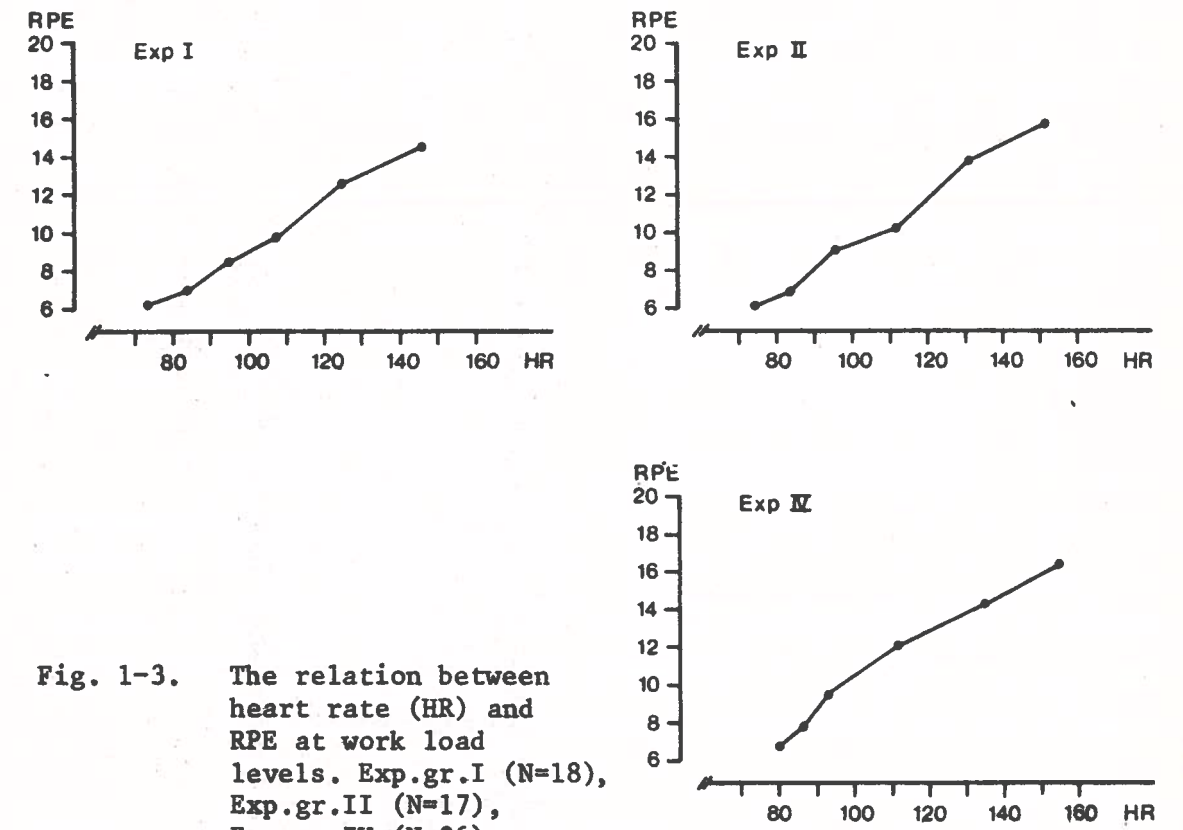 RPE
Exp I
20
18
16
14
12
10
8
6
80 100 120 140 160 HR
RPE
Exp II
20
18
16
14
12
10
8
6
80 100 120 140 160 HR
RPE
Exp IV
20
18
16
14
12
10
8
6
80 100 120 140 160 HR
Fig. 1-3. The relation between
heart rate (HR) and
RPE at work load
levels. Exp.gr.I (N=18),
Exp.gr.II (N=17),